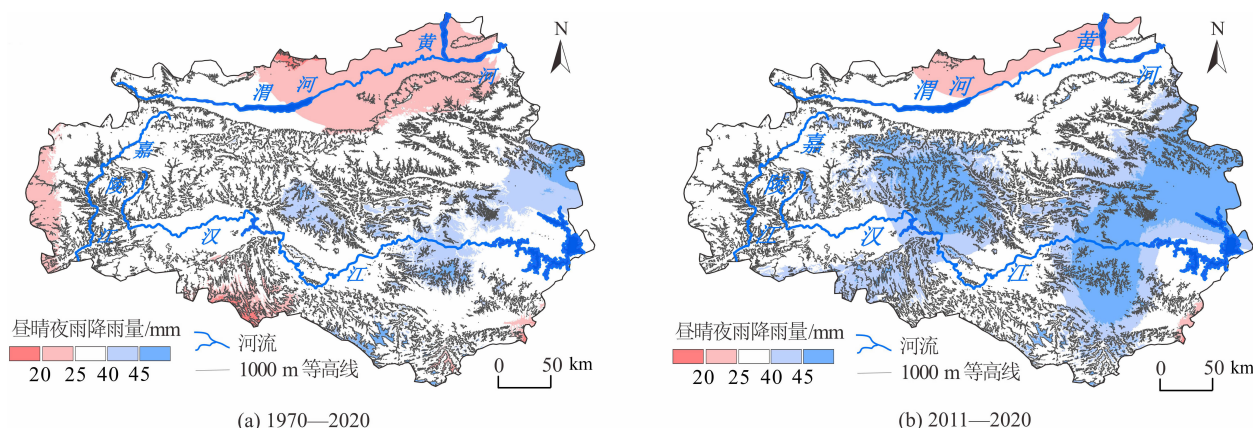 N
黄
河
渭
河
嘉
陵
江
汉
江
昼晴夜雨降雨量/mm
20 25 40 45
河流
1000 m 等高线
0 50 km
(a) 1970—2020
N
黄
河
渭
河
嘉
陵
江
汉
江
昼晴夜雨降雨量/mm
20 25 40 45
河流
1000 m 等高线
0 50 km
(b) 2011—2020